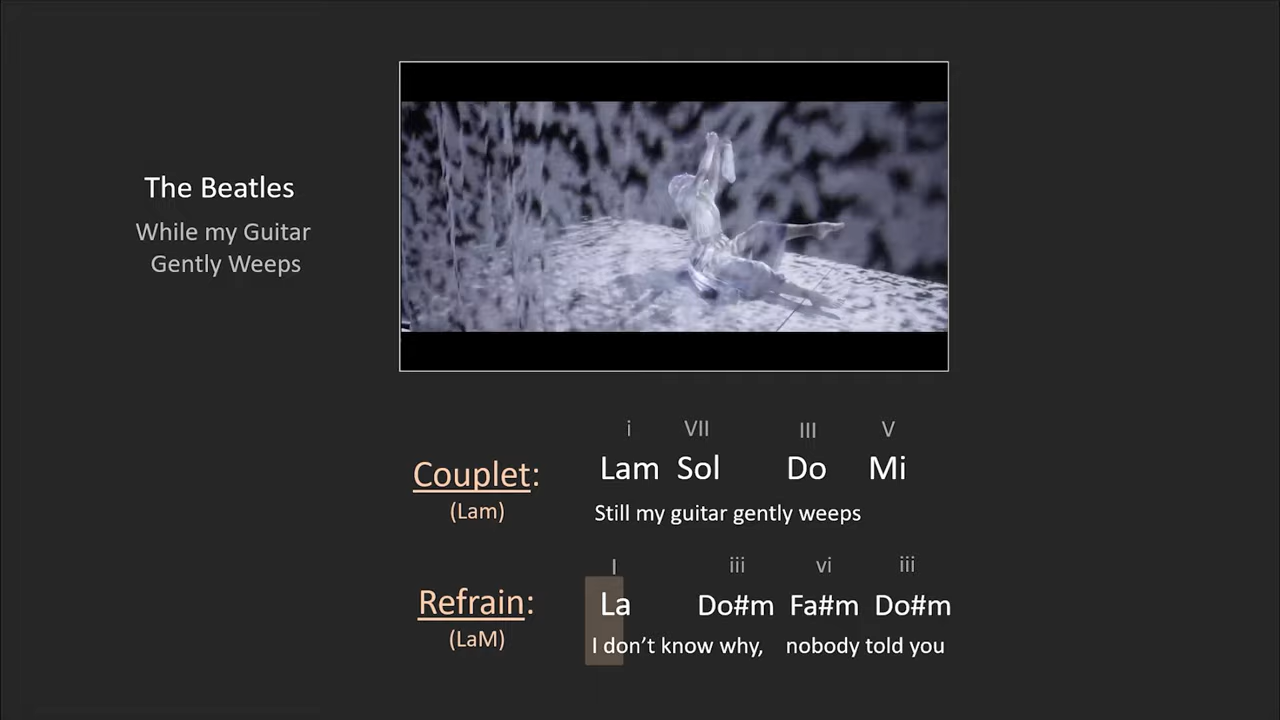 The Beatles
While my Guitar
Gently Weeps
i VII III V
Couplet: Lam Sol Do Mi
(Lam) Still my guitar gently weeps
I iii vi iii
Refrain: La Do#m Fa#m Do#m
(LaM) I don't know why, nobody told you